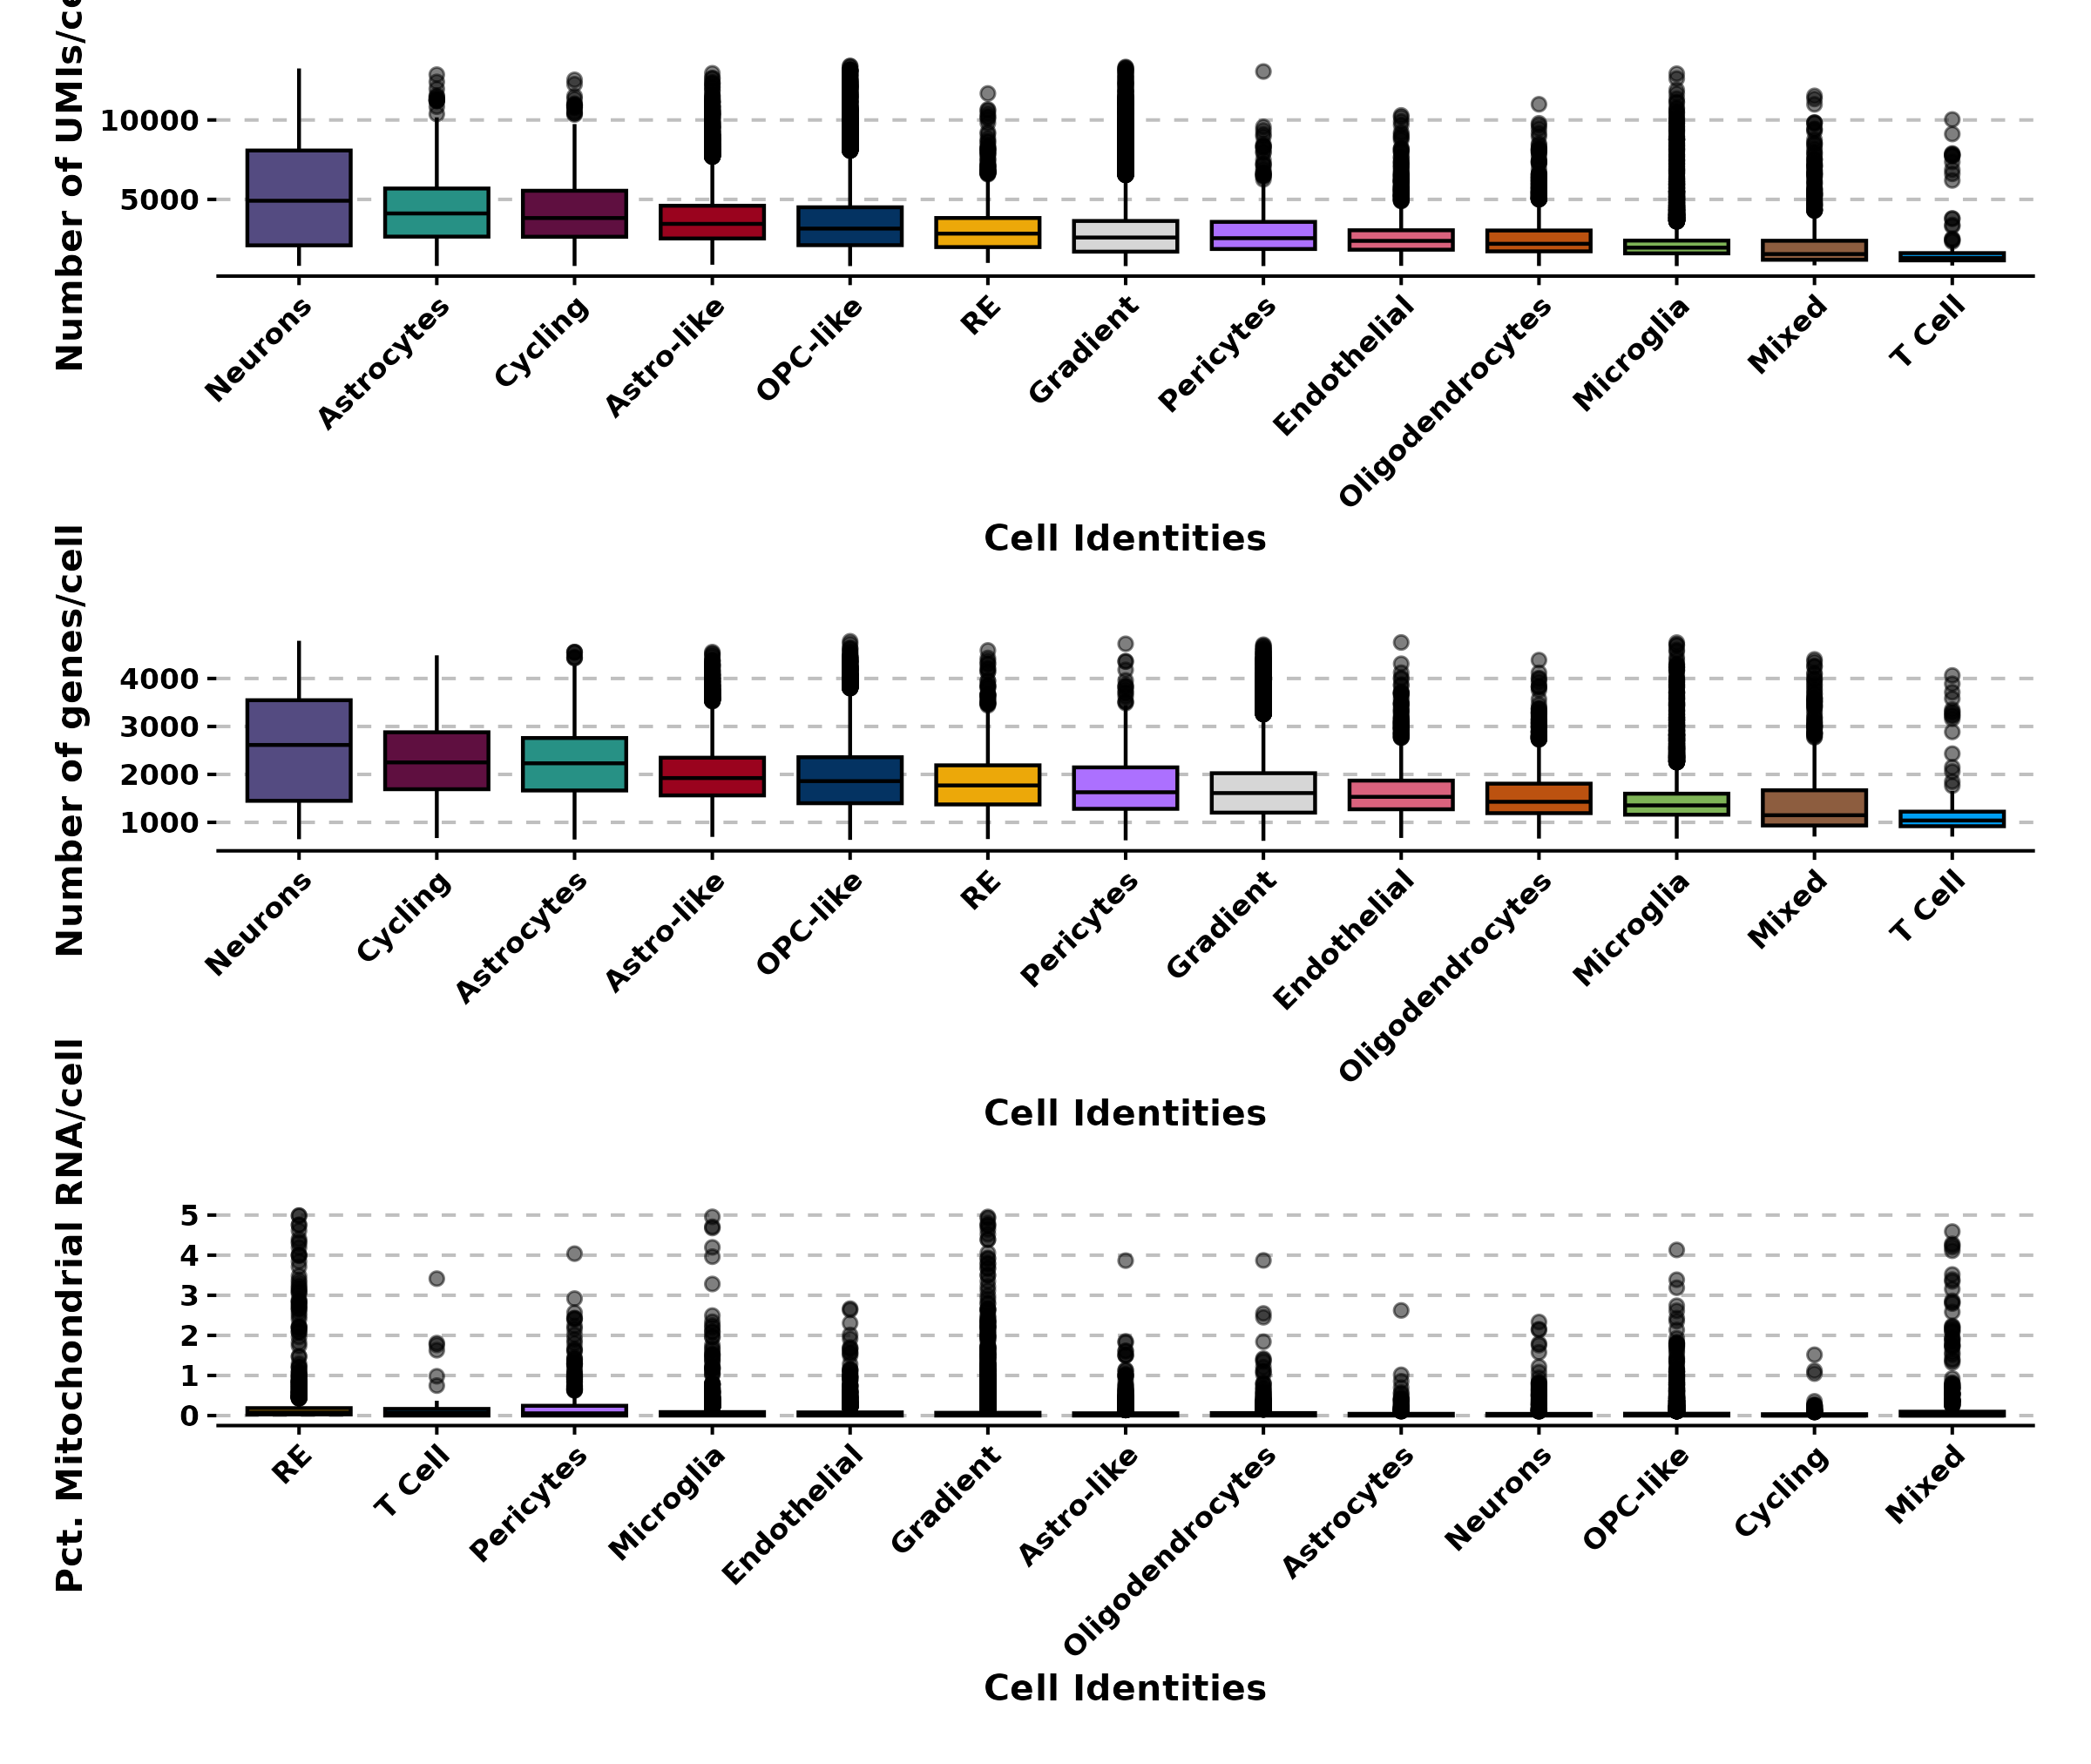 Number of UMIs/ce
10000
5000
Neurons
Astrocytes
Cycling
Astro-like
OPC-like
RE
Gradient
Pericytes
Endothelial
Oligodendrocytes
Microglia
Mixed
T Cell
Cell Identities
Number of genes/cell
4000
3000
2000
1000
Neurons
Cycling
Astrocytes
Astro-like
OPC-like
RE
Pericytes
Gradient
Endothelial
Oligodendrocytes
Microglia
Mixed
T Cell
Cell Identities
Pct. Mitochondrial RNA/cell
5
4
3
2
1
0
RE
T Cell
Pericytes
Microglia
Endothelial
Gradient
Astro-like
Oligodendrocytes
Astrocytes
Neurons
OPC-like
Cycling
Mixed
Cell Identities